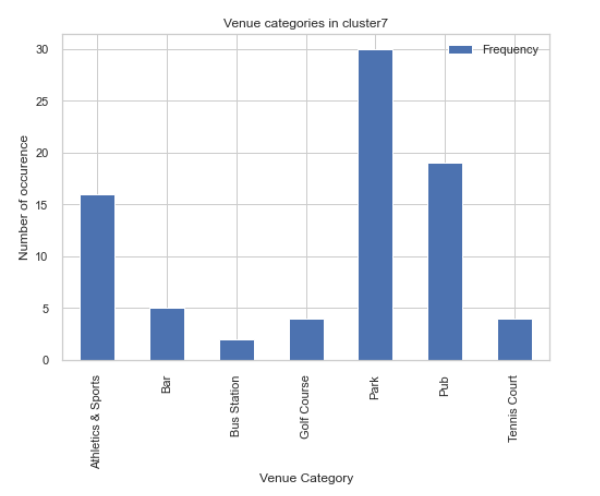 Venue categories in cluster7
Frequency
Number of occurence
30
25
20
15
10
5
0
Athletics & Sports
Bar
Bus Station
Golf Course
Park
Pub
Tennis Court
Venue Category